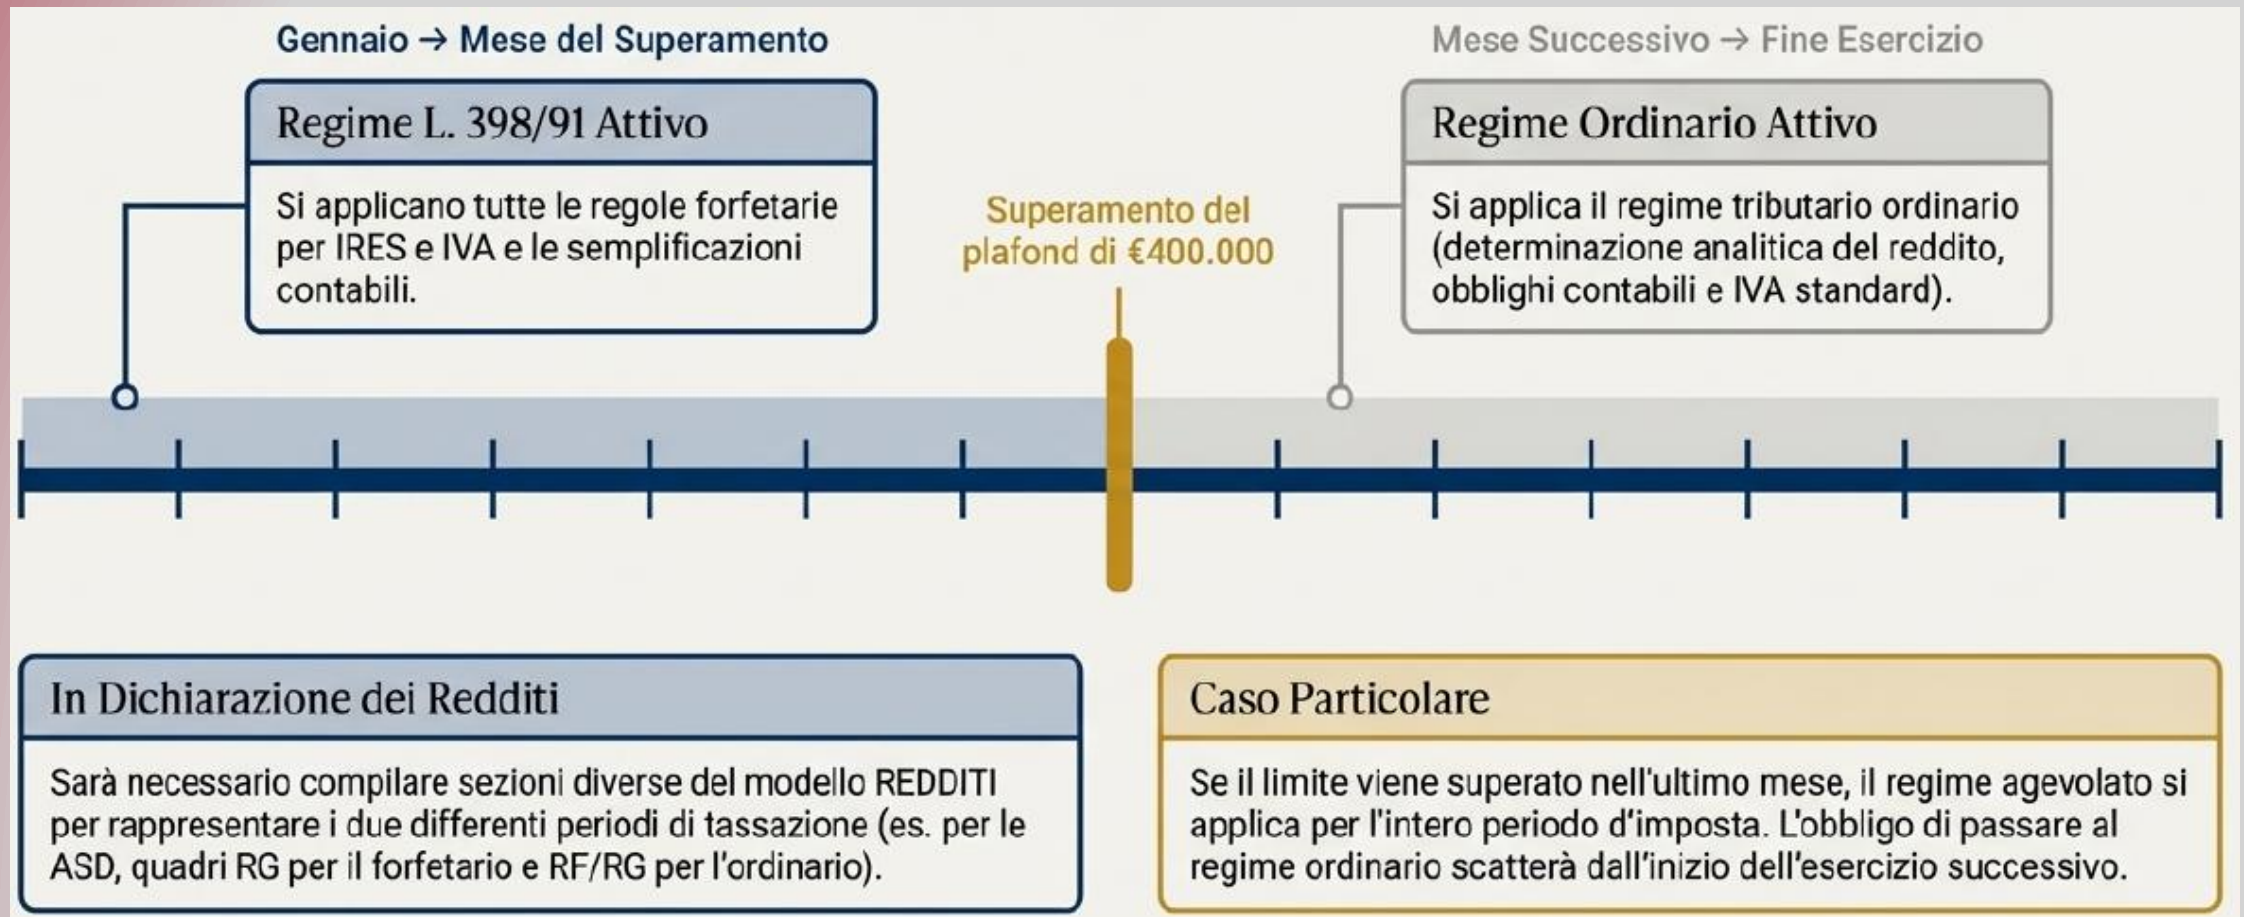 Gennaio → Mese del Superamento
Regime L. 398/91 Attivo
Si applicano tutte le regole forfetarie
per IRES e IVA e le semplificazioni
contabili.
Superamento del
plafond di €400.000
Mese Successivo → Fine Esercizio
Regime Ordinario Attivo
Si applica il regime tributario ordinario
(determinazione analitica del reddito,
obblighi contabili e IVA standard).
In Dichiarazione dei Redditi
Sarà necessario compilare sezioni diverse del modello REDDITI
per rappresentare i due differenti periodi di tassazione (es. per le
ASD, quadri RG per il forfetario e RF/RG per l'ordinario).
Caso Particolare
Se il limite viene superato nell'ultimo mese, il regime agevolato si
applica per l'intero periodo d'imposta. L'obbligo di passare al
regime ordinario scatterà dall'inizio dell'esercizio successivo.